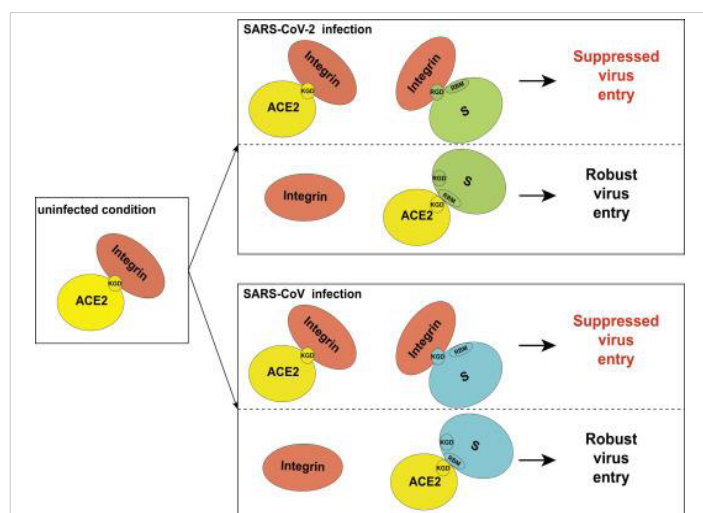 SARS-CoV-2 infection
Integrin
KGD
ACE2
Integrin
RGD
RBM
S
Suppressed
virus
entry
Integrin
RGD
S
RBM
KGD
ACE2
Robust
virus
entry
uninfected condition
Integrin
KGD
ACE2
SARS-CoV infection
Integrin
KGD
ACE2
Integrin
KGD
RBM
S
Suppressed
virus
entry
Integrin
KGD
S
RBM
KGD
ACE2
Robust
virus
entry